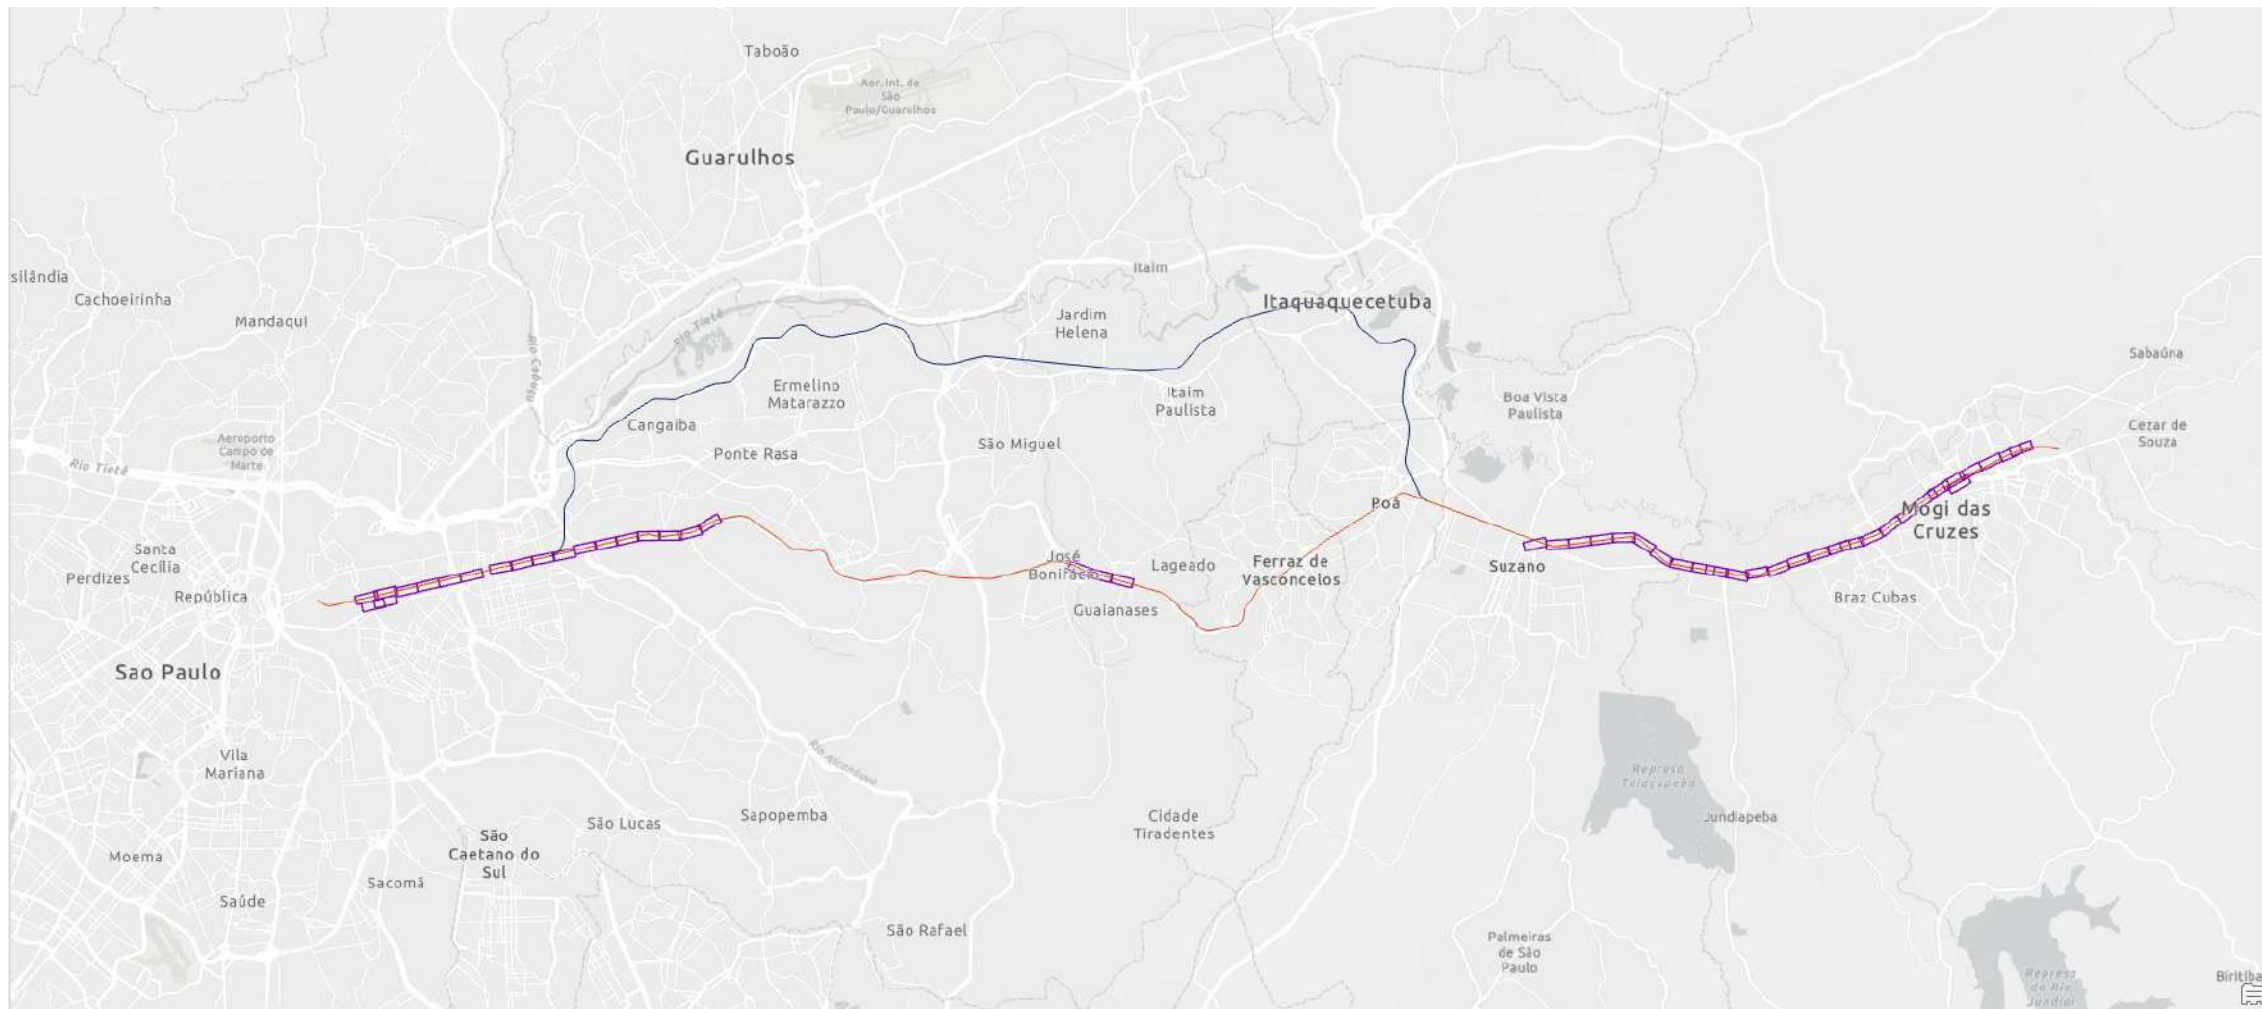 Taboão
Aer. Int. de
São
Paulo/Guarulhos
Guarulhos
silândia
Cachoeirinha
Mandaqui
Itaim
Itaquaquecetuba
Jardim
Helena
Rio Tietê
Sabaúna
Ermelino
Matarazzo
Itaim
Paulista
Boa Vista
Paulista
Cangaíba
Cezar de
Souza
Aeroporto
Campo de
Marte
Rio Tietê
Ponte Rasa
São Miguel
Poá
Mogi das
Cruzes
Santa
Cecília
Perdizes
República
José
Bonifácio
Lageado
Ferraz de
Vasconcelos
Suzano
Guaianases
Braz Cubas
Sao Paulo
Vila
Mariana
Represa
Taiaçupeba
São Lucas
Sapopemba
Cidade
Tiradentes
Jundiapeba
São
Caetano do
Sul
Moema
Sacomã
Saúde
São Rafael
Palmeiras
de São
Paulo
Represa
do Rio
Jundiaí
Biritiba